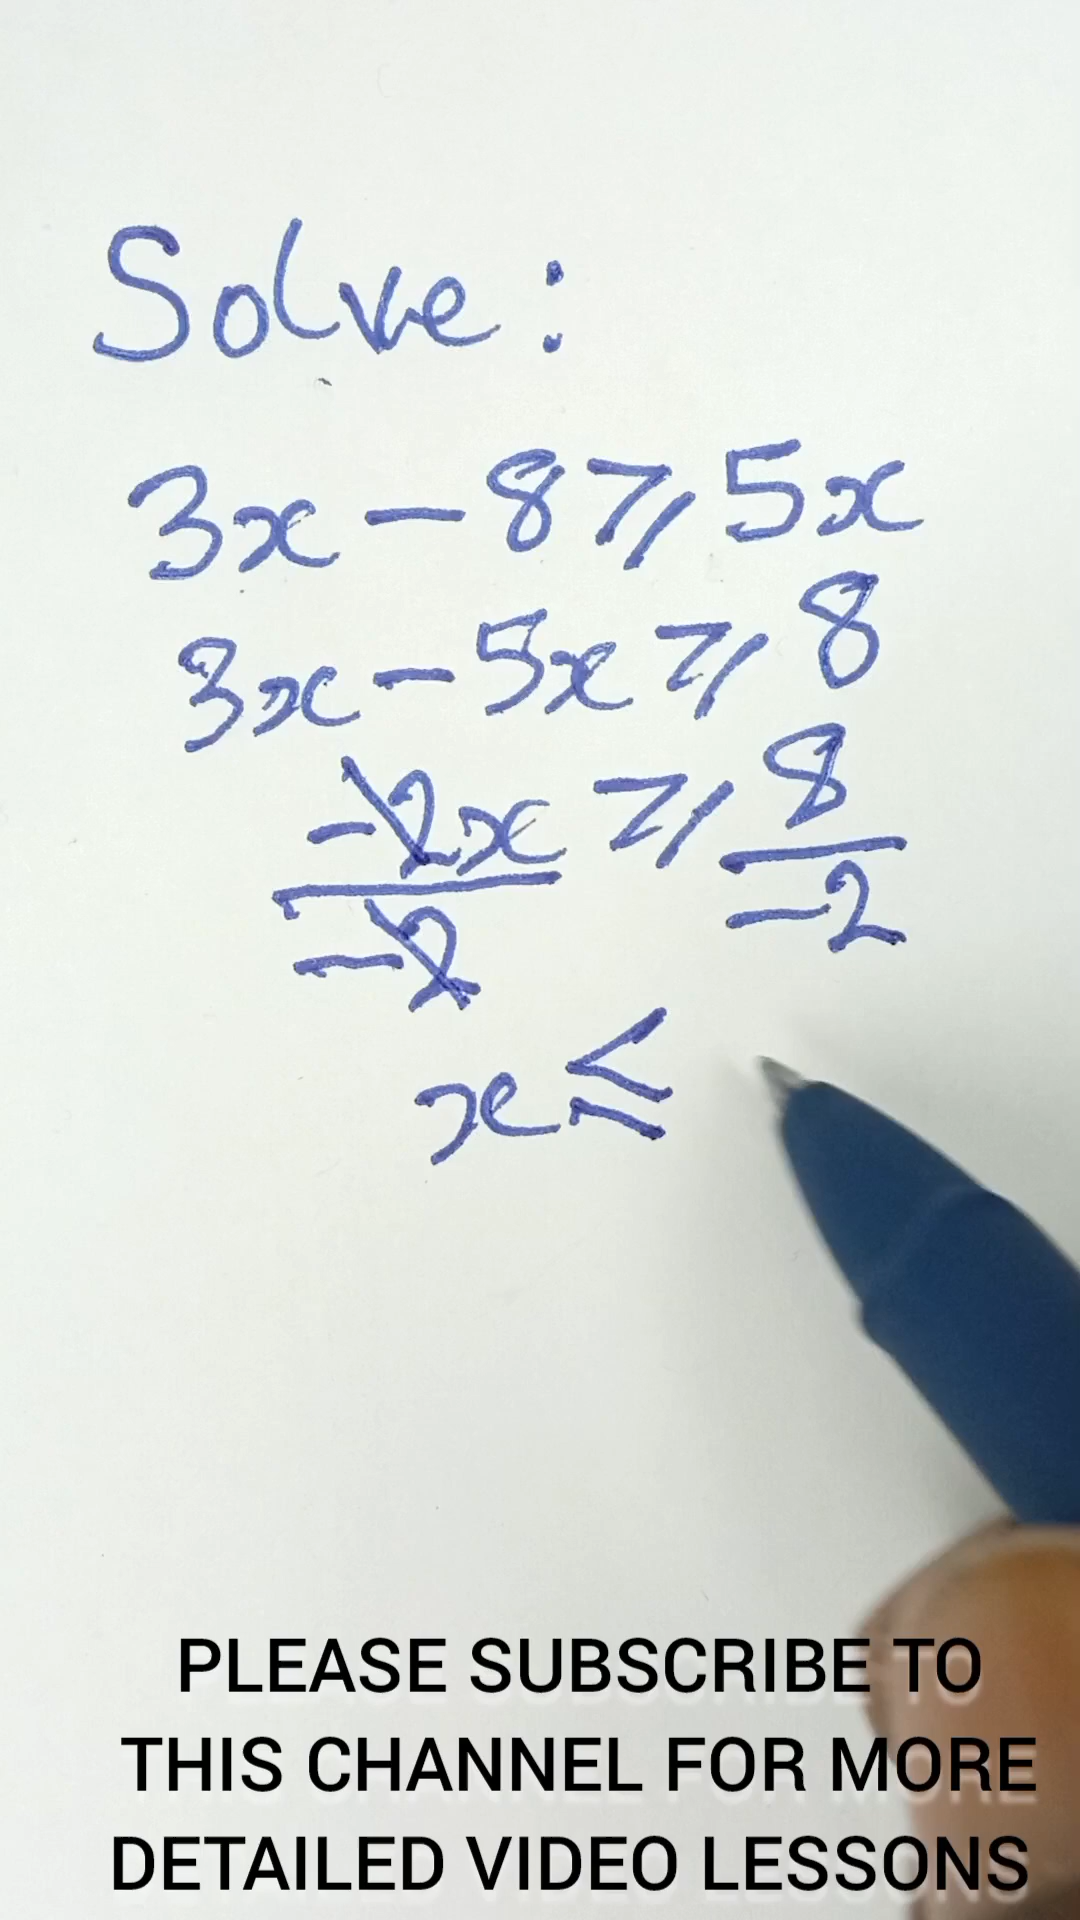 Solve:
3x - 8 ⩾ 5x
3x - 5x ⩾ 8
-2x/-2 ⩾ 8/-2
x ≤
PLEASE SUBSCRIBE TO
THIS CHANNEL FOR MORE
DETAILED VIDEO LESSONS